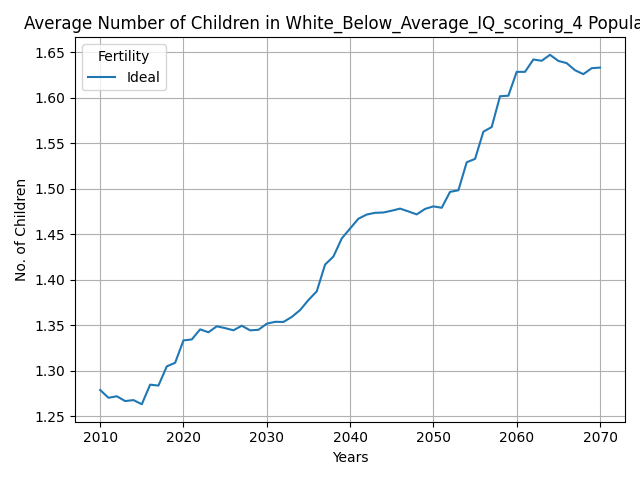 Average Number of Children in White_Below_Average_IQ_scoring_4 Popula
Fertility
Ideal
No. of Children
1.65
1.60
1.55
1.50
1.45
1.40
1.35
1.30
1.25
2010 2020 2030 2040 2050 2060 2070
Years